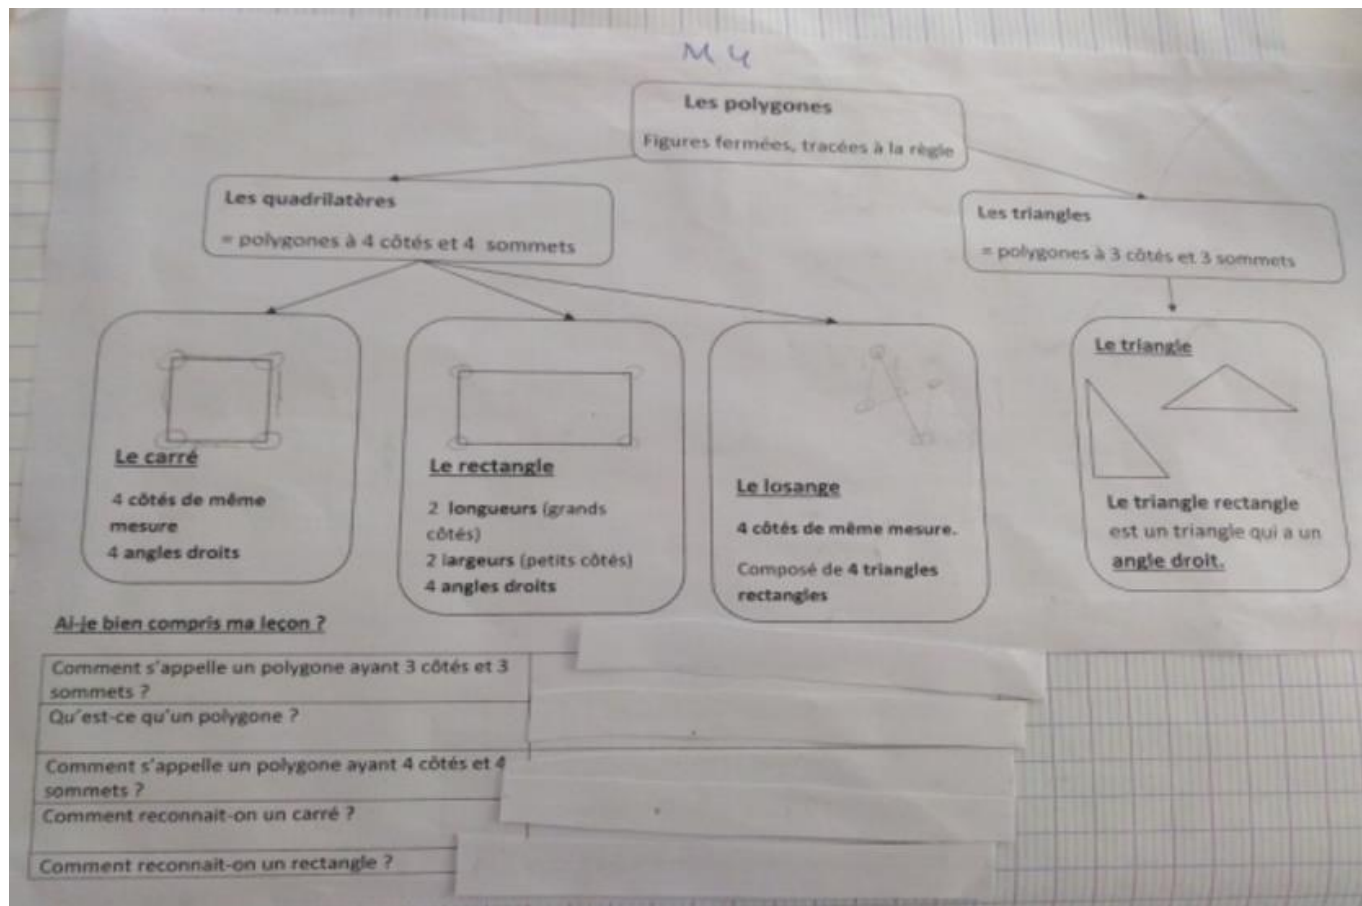 M4
Les polygones
Figures fermées, tracées à la règle
Les quadrilatères
= polygones à 4 côtés et 4 sommets
Les triangles
= polygones à 3 côtés et 3 sommets
Le carré
4 côtés de même
mesure
4 angles droits
Le rectangle
2 longueurs (grands
côtés)
2 largeurs (petits côtés)
4 angles droits
Le losange
4 côtés de même mesure.
Composé de 4 triangles
rectangles
Le triangle
Le triangle rectangle
est un triangle qui a un
angle droit.
Ai-je bien compris ma leçon ?
Comment s'appelle un polygone ayant 3 côtés et 3
sommets ?
Qu'est-ce qu'un polygone ?
Comment s'appelle un polygone ayant 4 côtés et 4
sommets ?
Comment reconnait-on un carré ?
Comment reconnait-on un rectangle ?